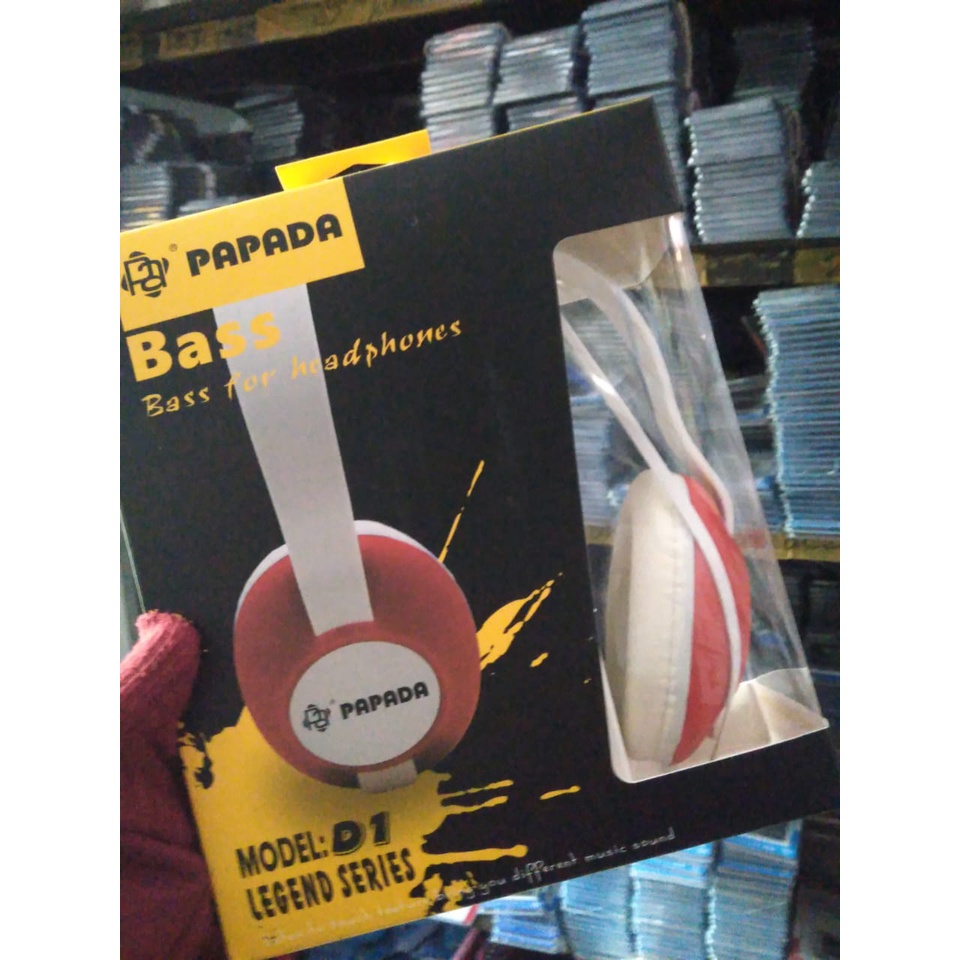 PAPADA
Bass
Bass for headphones
PAPADA
MODEL: D1
LEGEND SERIES
you different music sound